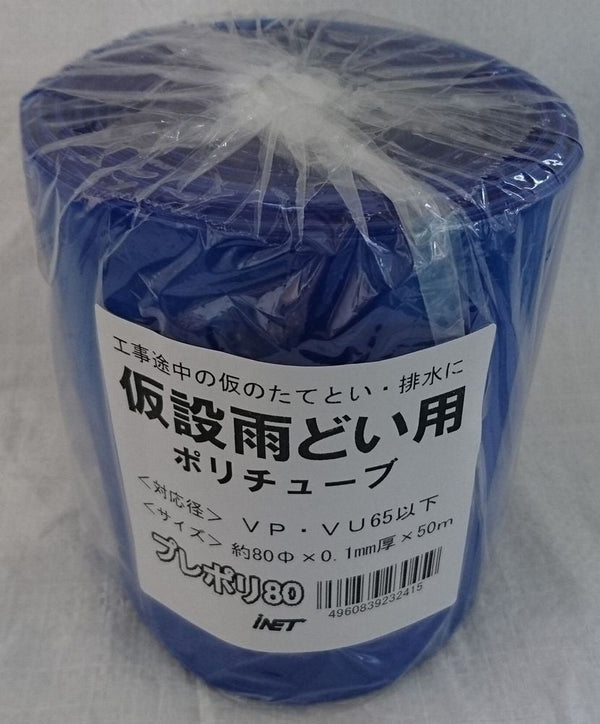 工事途中の仮のたてとい・排水に
仮設雨どい用
ポリチューブ
<対応径> VP・VU65以下
<サイズ> 約80Φ×0.1mm厚×50m
プレポリ80
4960839232415
iNET